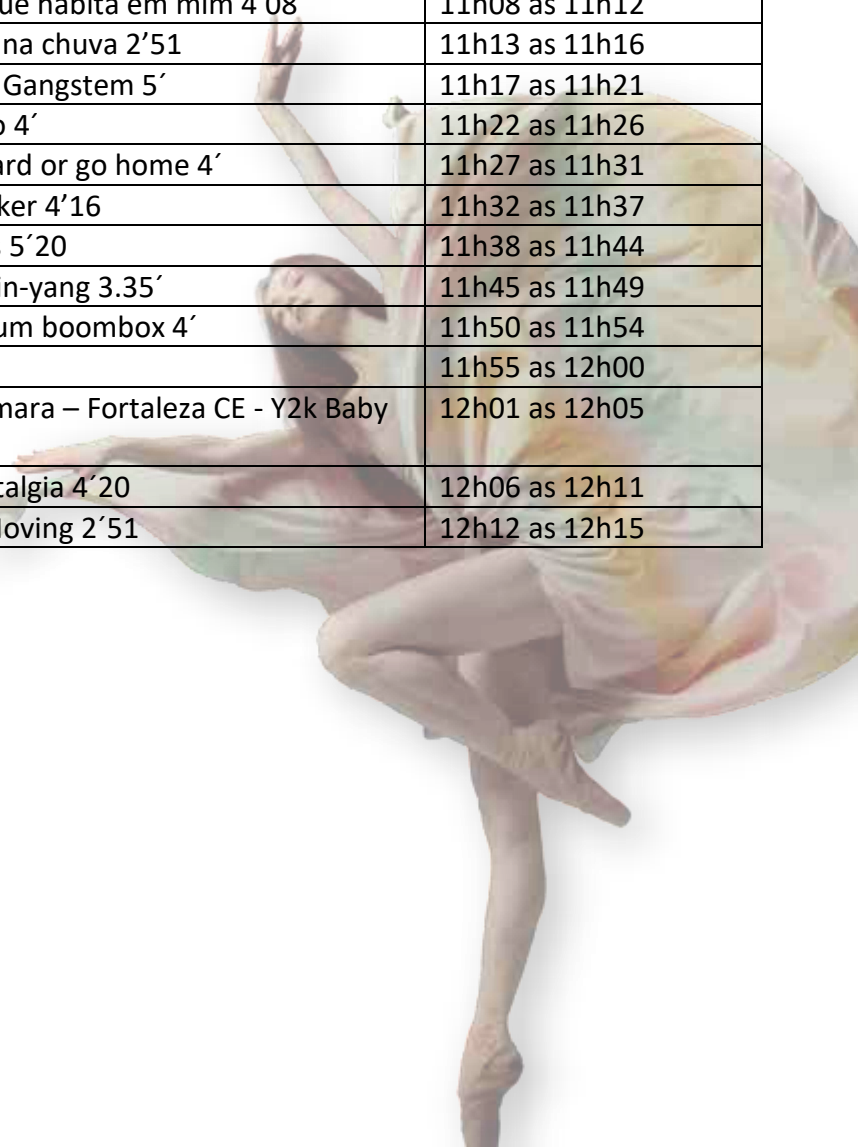 ue habita em mim 4'08 11h08 as 11h12
na chuva 2’51 11h13 as 11h16
Gangstem 5´ 11h17 as 11h21
o 4´ 11h22 as 11h26
ard or go home 4´ 11h27 as 11h31
ker 4’16 11h32 as 11h37
5´20 11h38 as 11h44
in-yang 3.35´ 11h45 as 11h49
um boombox 4´ 11h50 as 11h54
11h55 as 12h00
mara – Fortaleza CE - Y2k Baby 12h01 as 12h05
talgia 4´20 12h06 as 12h11
Moving 2´51 12h12 as 12h15